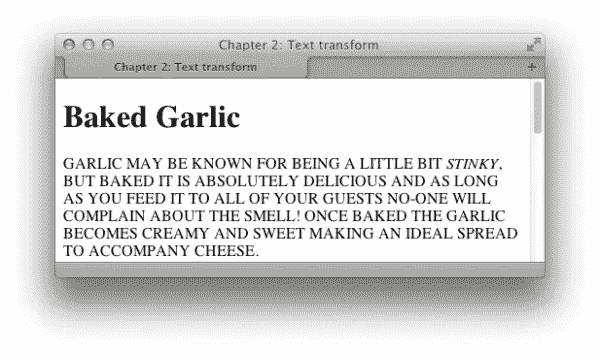 Chapter 2: Text transform
Chapter 2: Text transform
Baked Garlic
GARLIC MAY BE KNOWN FOR BEING A LITTLE BIT STINKY,
BUT BAKED IT IS ABSOLUTELY DELICIOUS AND AS LONG
AS YOU FEED IT TO ALL OF YOUR GUESTS NO-ONE WILL
COMPLAIN ABOUT THE SMELL! ONCE BAKED THE GARLIC
BECOMES CREAMY AND SWEET MAKING AN IDEAL SPREAD
TO ACCOMPANY CHEESE.